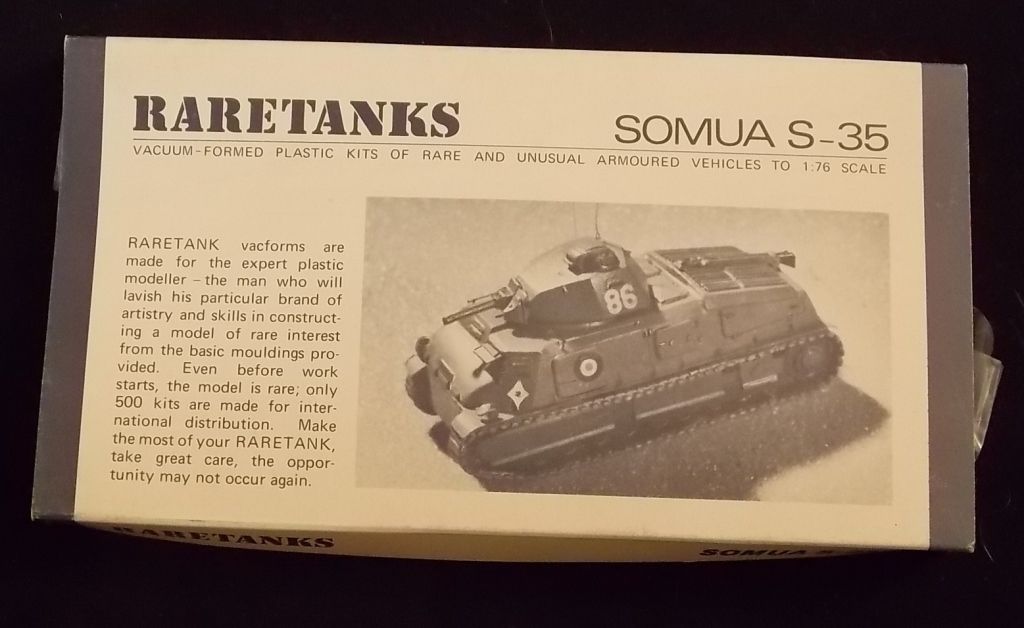 RARETANKS
SOMUA S-35
VACUUM-FORMED PLASTIC KITS OF RARE AND UNUSUAL ARMOURED VEHICLES TO 1:76 SCALE
RARETANK vacforms are
made for the expert plastic
modeller – the man who will
lavish his particular brand of
artistry and skills in construct-
ing a model of rare interest
from the basic mouldings pro-
vided. Even before work
starts, the model is rare; only
500 kits are made for inter-
national distribution. Make
the most of your RARETANK,
take great care, the oppor-
tunity may not occur again.
86
RARETANKS
SOMUA S